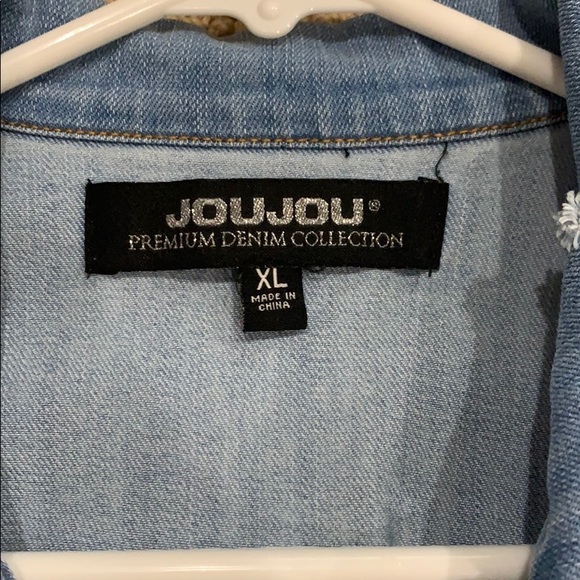 JOUJOU®
PREMIUM DENIM COLLECTION
XL
MADE IN
CHINA